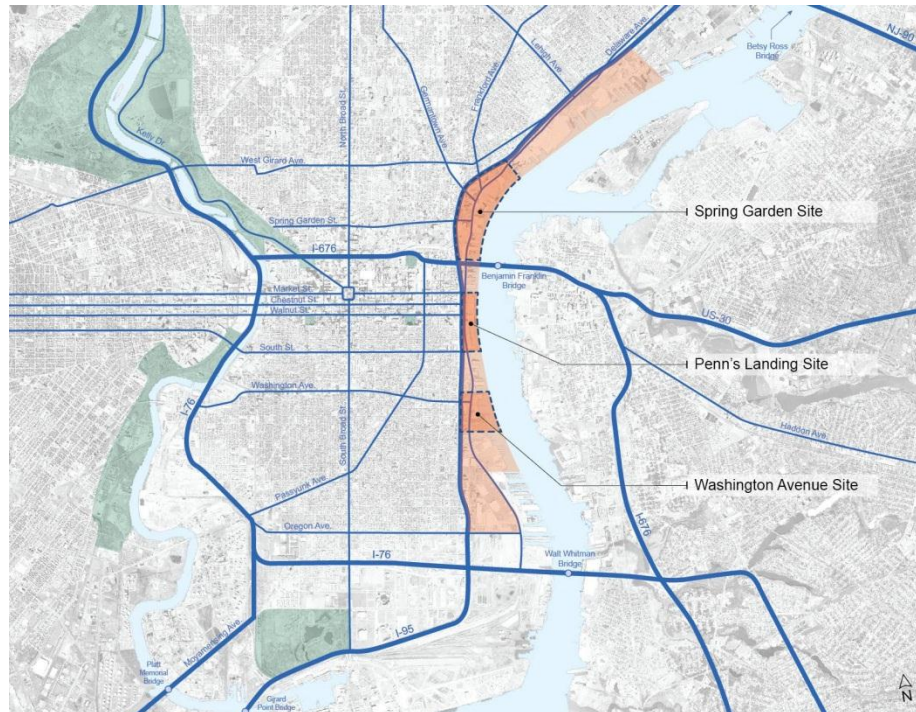 Betsy Ross
Bridge
NJ-90
Delaware Ave.
Lehigh Ave.
Frankford Ave.
Germantown Ave.
North Broad St.
Kelly Dr.
West Girard Ave.
Spring Garden St.
Spring Garden Site
I-676
Benjamin Franklin
Bridge
Market St.
Chestnut St.
Walnut St.
US-30
South St.
Penn's Landing Site
Washington Ave.
I-76
South Broad St.
Haddon Ave.
Passyunk Ave.
Washington Avenue Site
Oregon Ave.
I-676
I-76
Walt Whitman
Bridge
I-95
Moyamensing Ave.
Platt
Memorial
Bridge
Girard
Point Bridge
N